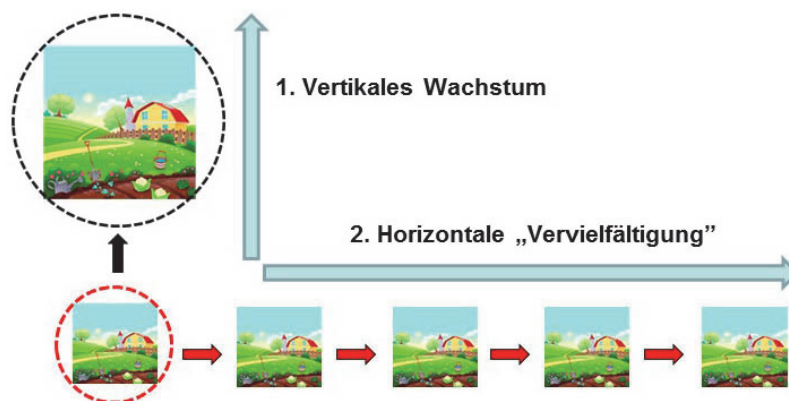 1. Vertikales Wachstum
2. Horizontale „Vervielfältigung”